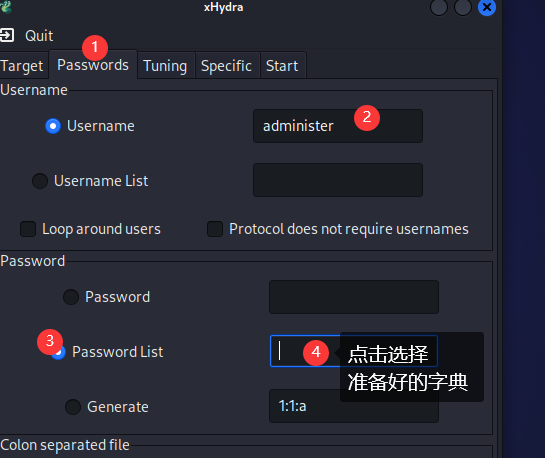 xHydra
Quit
Target Passwords Tuning Specific Start
1
Username
Username administer 2
Username List
Loop around users Protocol does not require usernames
Password
Password
3 Password List 4 点击选择
准备好的字典
Generate 1:1:a
Colon separated file